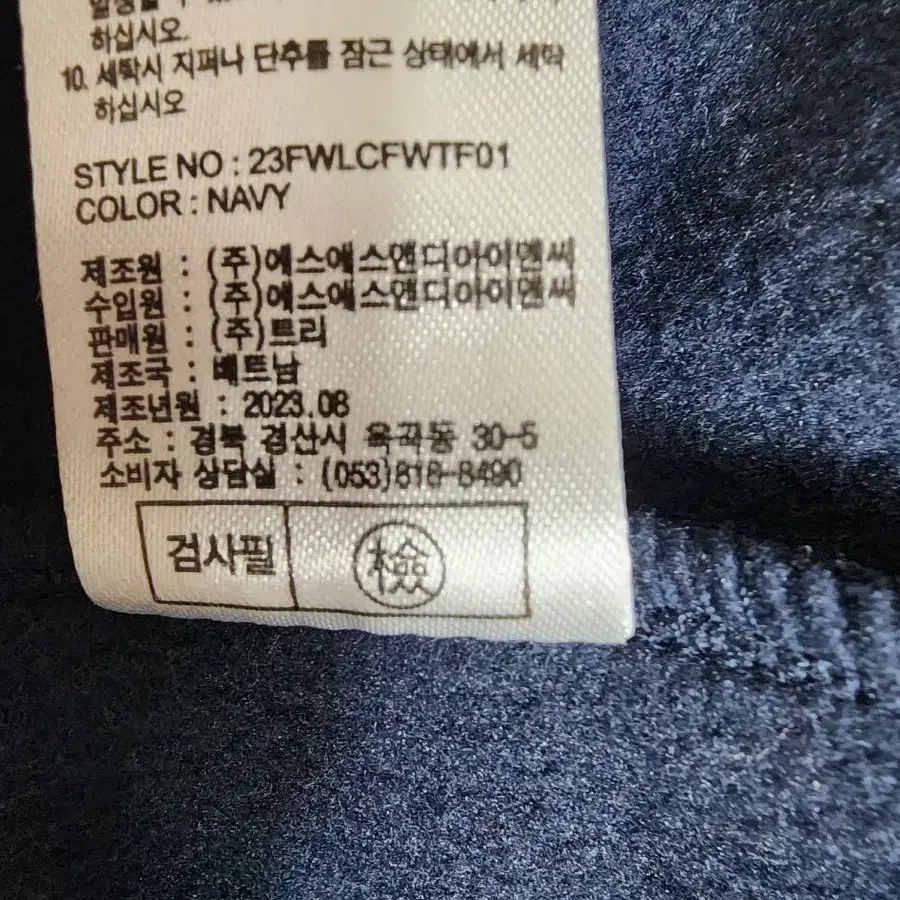 하십시오.
10. 세탁시 지퍼나 단추를 잠근 상태에서 세탁
하십시오
STYLE NO : 23FWLCFWTF01
COLOR : NAVY
제조원 : (주)에스에스앤디아이엔씨
수입원 : (주)에스에스앤디아이엔씨
판매원 : (주)트리
제조국 : 베트남
제조년원 : 2023.08
주소 : 경북 경산시 옥곡동 30-5
소비자 상담실 : (053)818-8490
검사필 檢